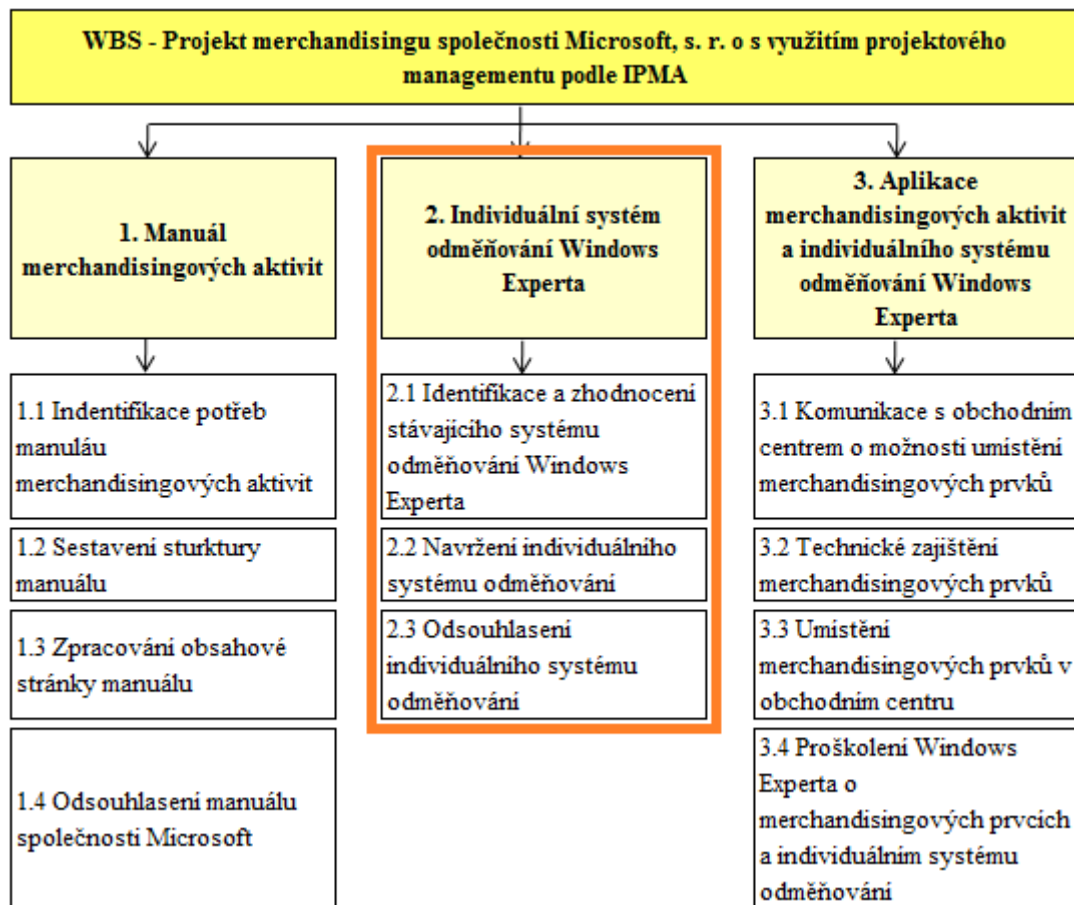 WBS - Projekt merchandisingu společnosti Microsoft, s. r. o s využitím projektového
managementu podle IPMA
1. Manuál
merchandisingových aktivit
1.1 Indentifikace potřeb
manuláu
merchandisingových aktivit
1.2 Sestavení sturktury
manuálu
1.3 Zpracování obsahové
stránky manuálu
1.4 Odsouhlasení manuálu
společnosti Microsoft
2. Individuální systém
odměňování Windows
Experta
2.1 Identifikace a zhodnocení
stávajícího systému
odměňování Windows
Experta
2.2 Navržení individuálního
systému odměňování
2.3 Odsouhlasení
individuálního systému
odměňování
3. Aplikace
merchandisingových aktivit
a individuálního systému
odměňování Windows
Experta
3.1 Komunikace s obchodním
centrem o možnosti umístění
merchandisingových prvků
3.2 Technické zajištění
merchandisingových prvků
3.3 Umístění
merchandisingových prvků v
obchodním centru
3.4 Proškolení Windows
Experta o
merchandisingových prvcích
a individuálním systému
odměňování